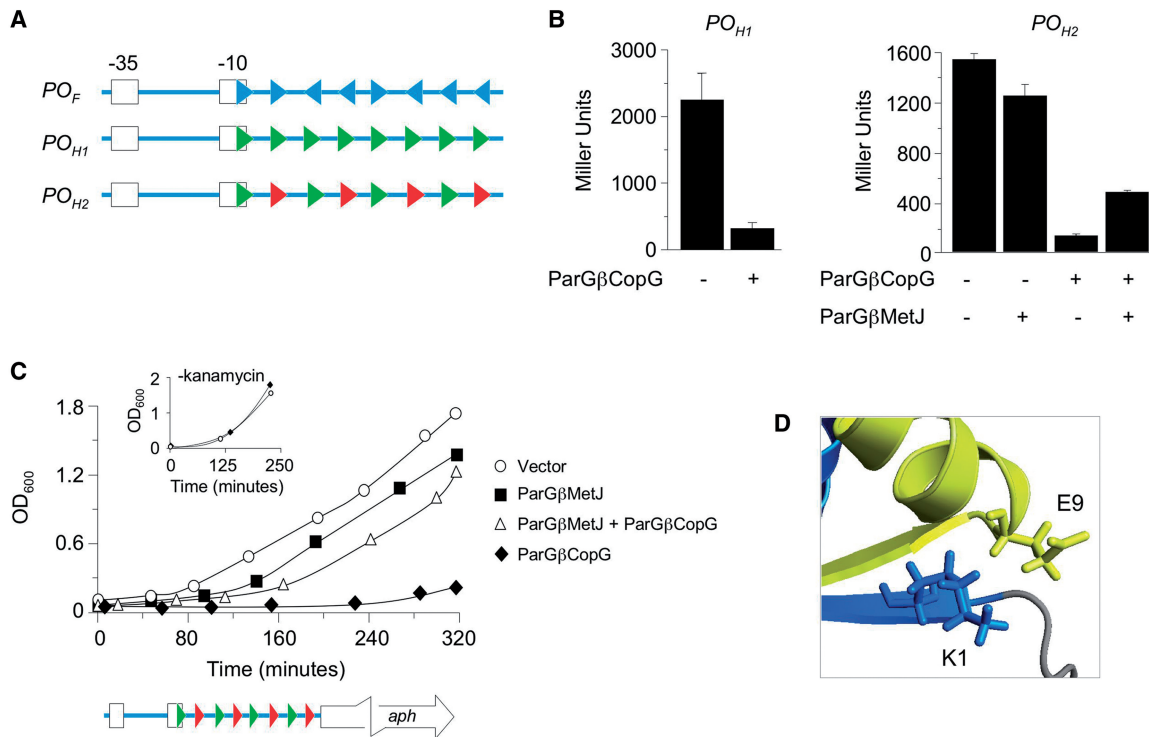 A
-35 -10
PO_F
PO_H1
PO_H2
B
PO_H1
3000
2000
1000
0
Miller Units
ParGβCopG - +
PO_H2
1600
1200
800
400
0
Miller Units
ParGβCopG - - + +
ParGβMetJ - + - +
C
-kanamycin
2
1
0
OD600
0 125 250
Time (minutes)
1.8
1.2
0.6
0
OD600
0 80 160 240 320
Time (minutes)
Vector
ParGβMetJ
ParGβMetJ + ParGβCopG
ParGβCopG
aph
D
E9
K1